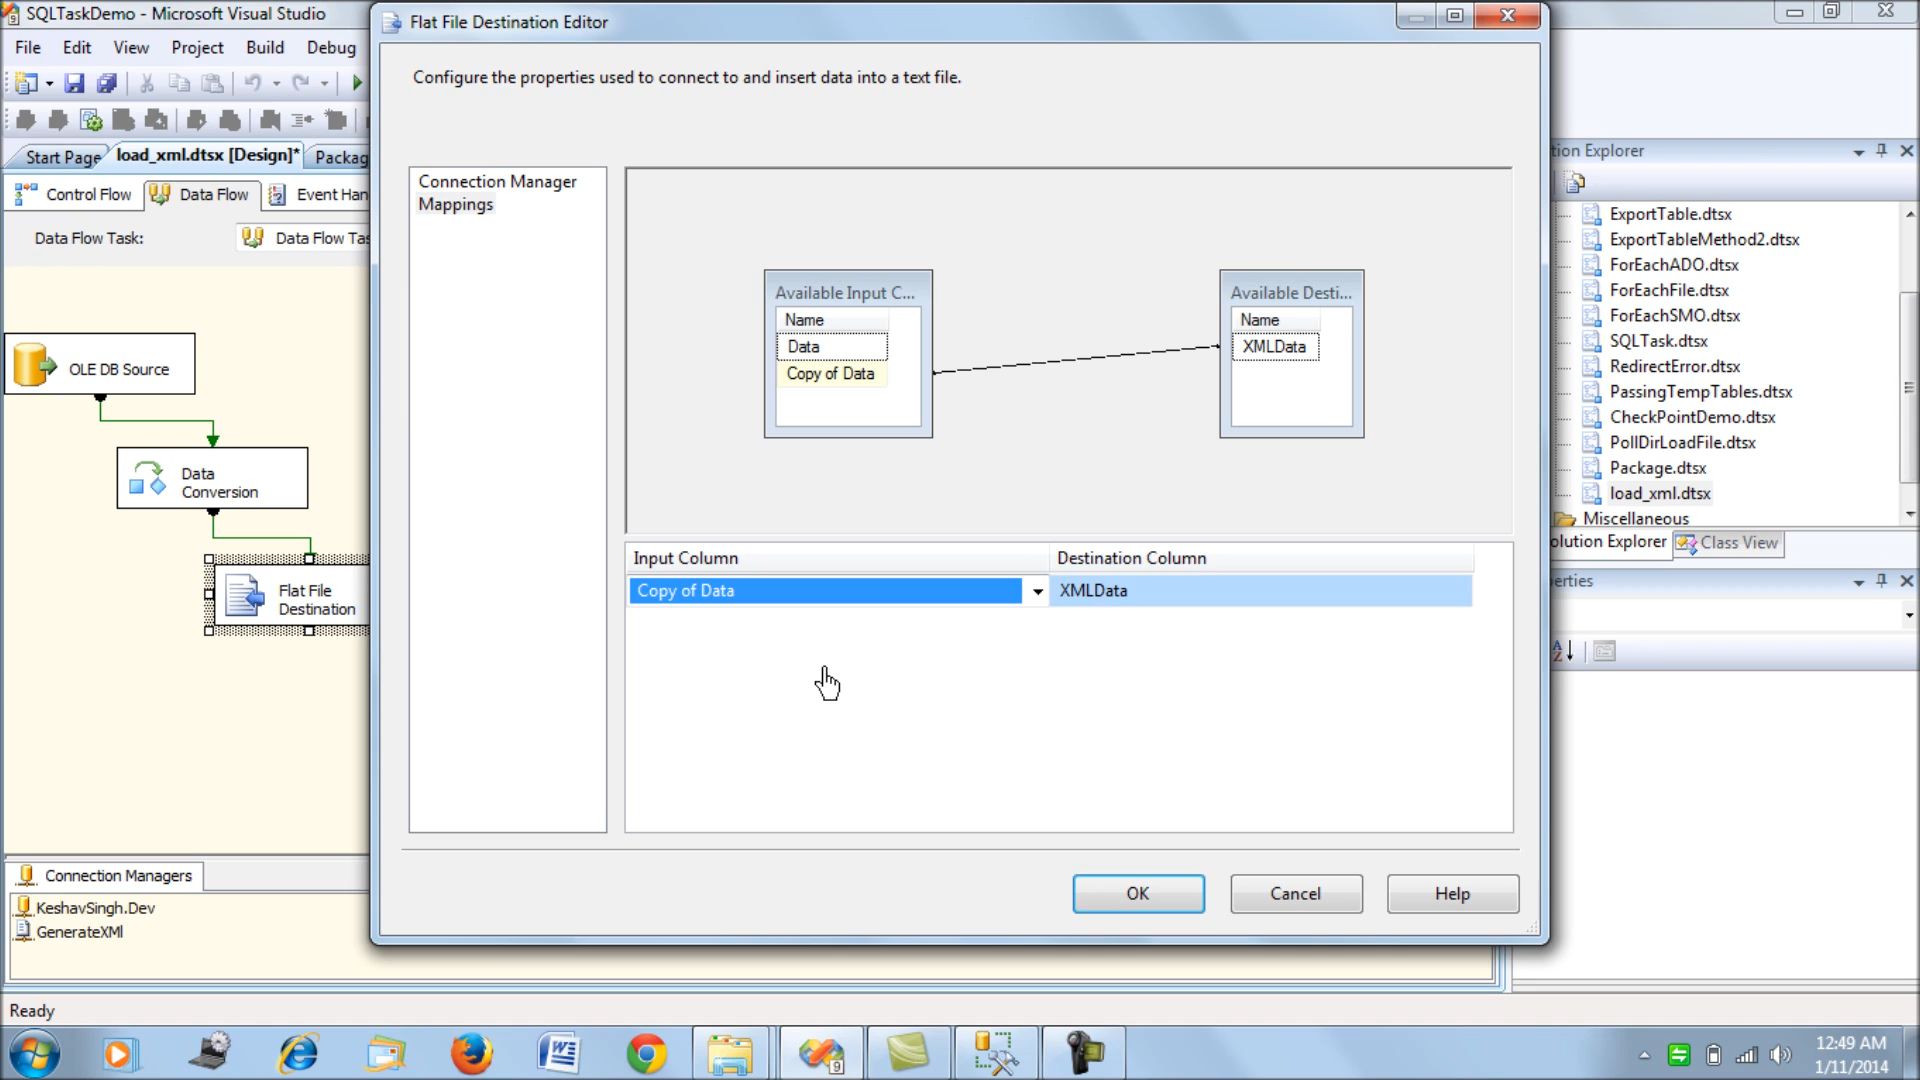 SQLTaskDemo - Microsoft Visual Studio
File Edit View Project Build Debug
Start Page load_xml.dtsx [Design]* Packag
Control Flow Data Flow Event Han
Data Flow Task: Data Flow Tas
OLE DB Source
Data
Conversion
Flat File
Destination
Connection Managers
KeshavSingh.Dev
GenerateXMl
Ready
Flat File Destination Editor
Configure the properties used to connect to and insert data into a text file.
Connection Manager
Mappings
Available Input C...
Name
Data
Copy of Data
Available Desti...
Name
XMLData
Input Column Destination Column
Copy of Data XMLData
OK Cancel Help
tion Explorer
ExportTable.dtsx
ExportTableMethod2.dtsx
ForEachADO.dtsx
ForEachFile.dtsx
ForEachSMO.dtsx
SQLTask.dtsx
RedirectError.dtsx
PassingTempTables.dtsx
CheckPointDemo.dtsx
PollDirLoadFile.dtsx
Package.dtsx
load_xml.dtsx
Miscellaneous
olution Explorer Class View
erties
12:49 AM
1/11/2014